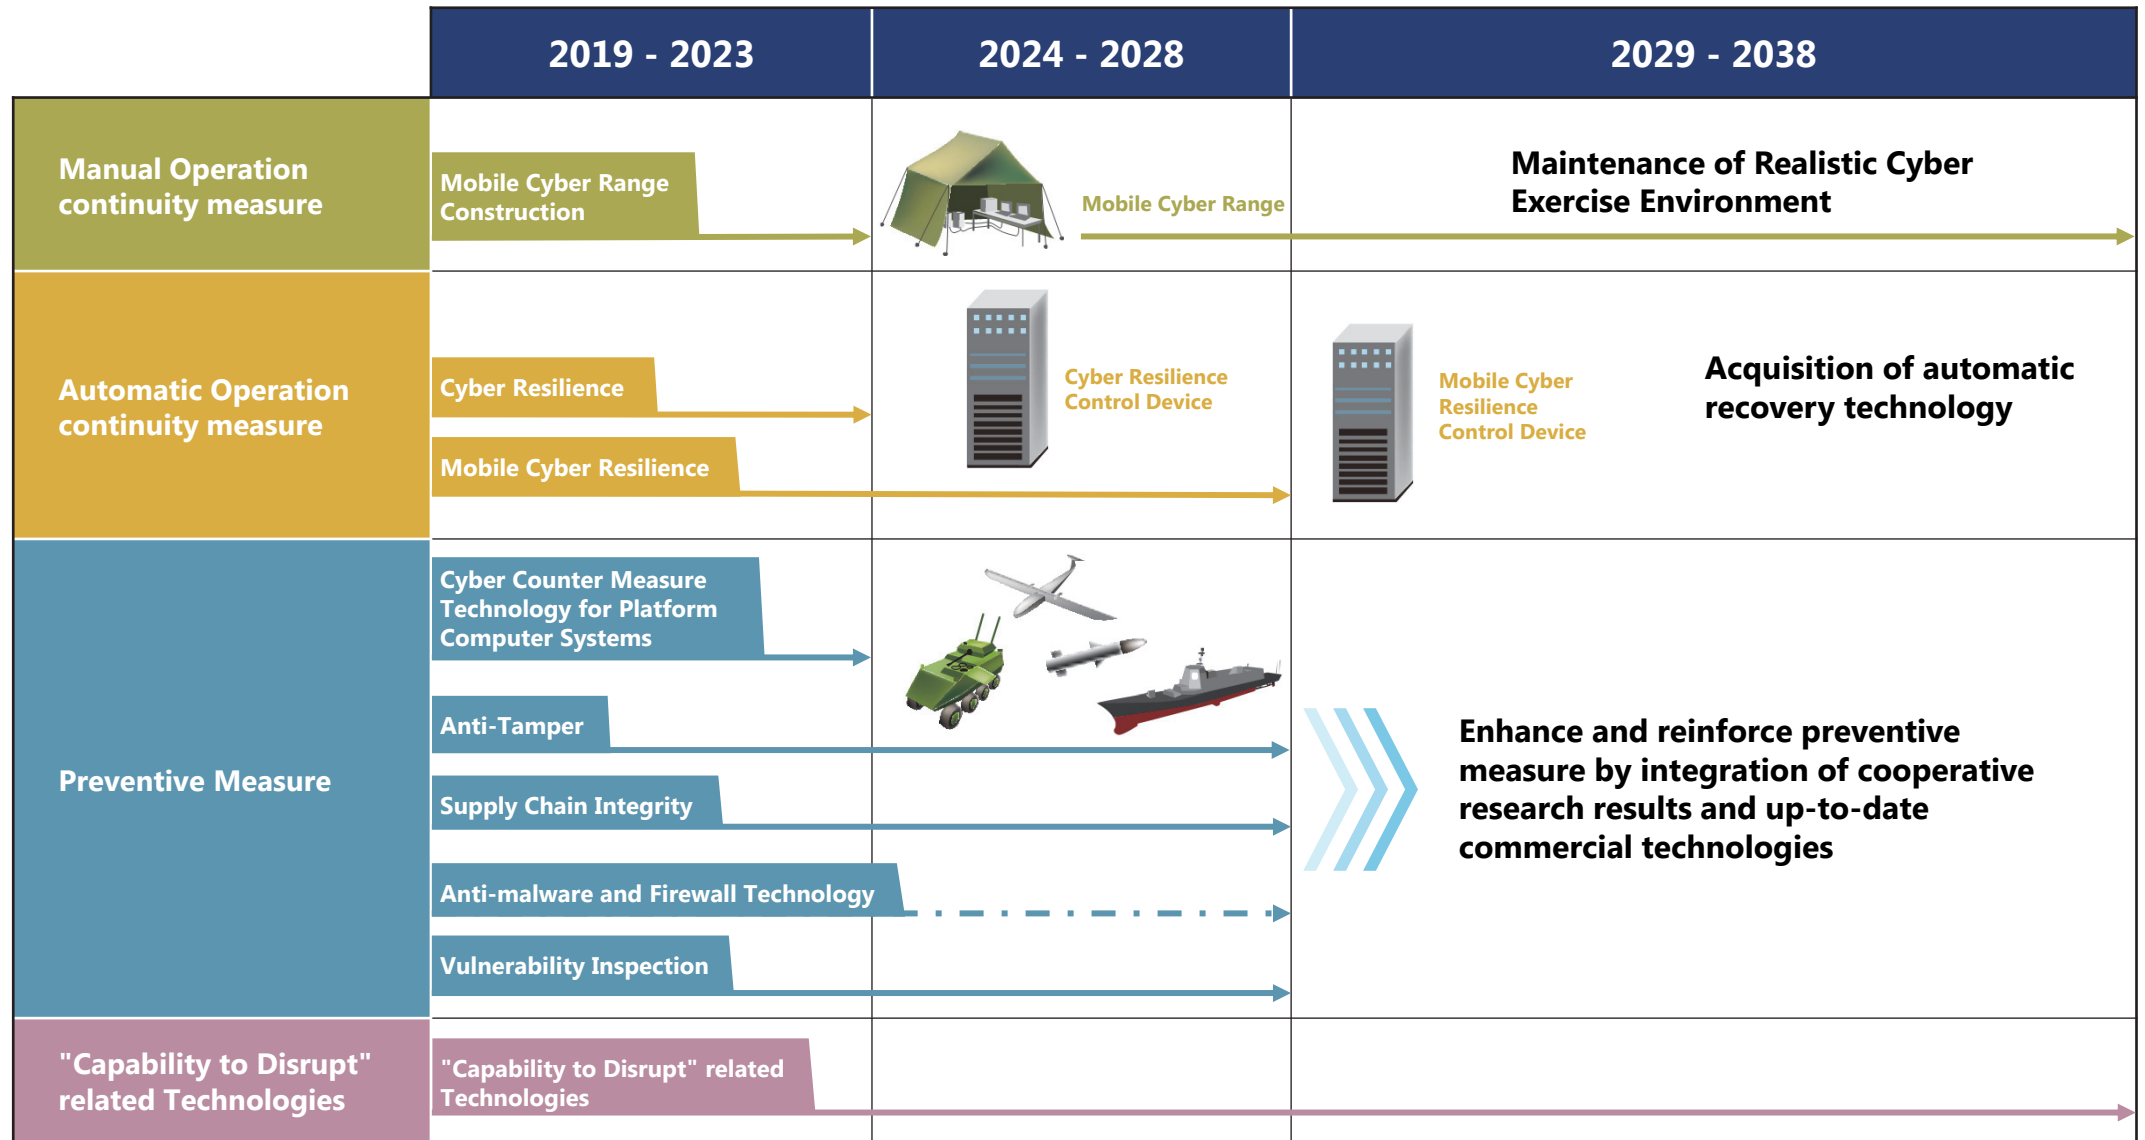 2019 - 2023
2024 - 2028
2029 - 2038
Manual Operation
continuity measure
Mobile Cyber Range
Construction
Mobile Cyber Range
Maintenance of Realistic Cyber
Exercise Environment
Automatic Operation
continuity measure
Cyber Resilience
Mobile Cyber Resilience
Cyber Resilience
Control Device
Mobile Cyber
Resilience
Control Device
Acquisition of automatic
recovery technology
Preventive Measure
Cyber Counter Measure
Technology for Platform
Computer Systems
Anti-Tamper
Supply Chain Integrity
Anti-malware and Firewall Technology
Vulnerability Inspection
Enhance and reinforce preventive
measure by integration of cooperative
research results and up-to-date
commercial technologies
"Capability to Disrupt"
related Technologies
"Capability to Disrupt" related
Technologies